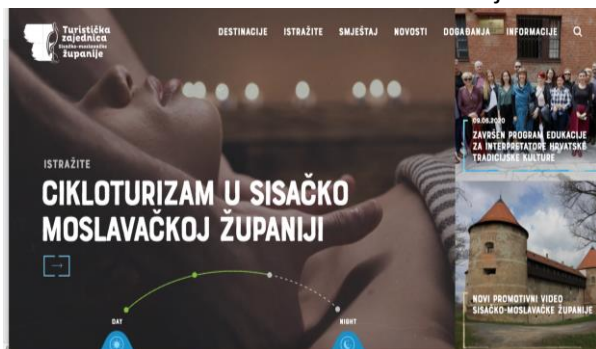 Turistička
zajednica
Sisačko-moslavačke
županije
DESTINACIJE ISTRAŽITE SMJEŠTAJ NOVOSTI DOGAĐANJA INFORMACIJE
09.06.2020
ZAVRŠEN PROGRAM EDUKACIJE
ZA INTERPRETATORE HRVATSKE
TRADICIJSKE KULTURE
ISTRAŽITE
CIKLOTURIZAM U SISAČKO
MOSLAVAČKOJ ŽUPANIJI
NOVI PROMOTIVNI VIDEO
SISAČKO-MOSLAVAČKE ŽUPANIJE
DAY
NIGHT